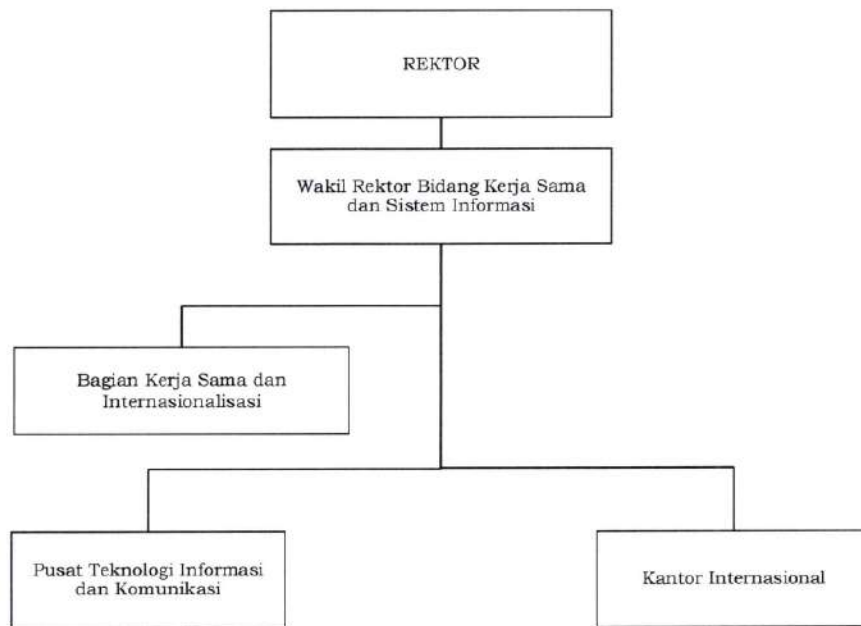 REKTOR
Wakil Rektor Bidang Kerja Sama
dan Sistem Informasi
Bagian Kerja Sama dan
Internasionalisasi
Pusat Teknologi Informasi
dan Komunikasi
Kantor Internasional